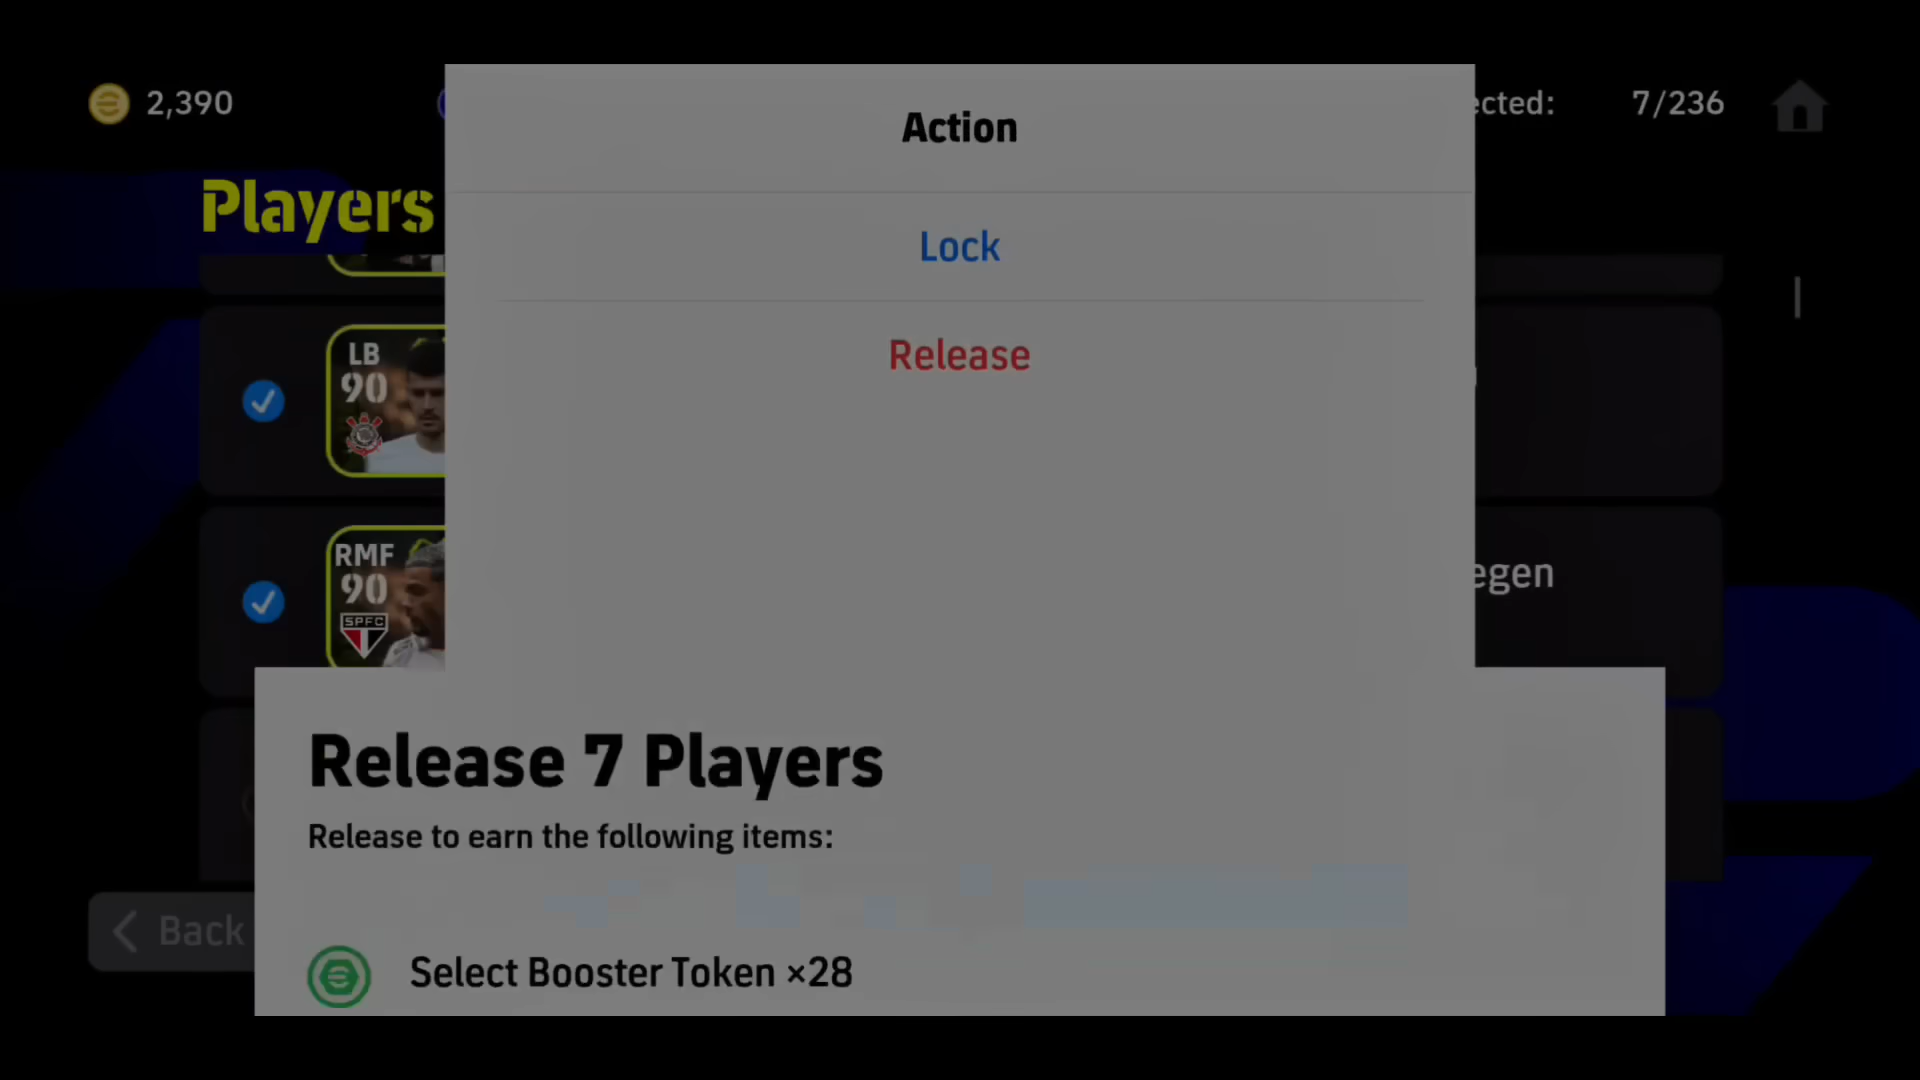 2,390
ected: 7/236
Action
Players
Lock
Release
LB
90
RMF
90
SPFC
egen
Release 7 Players
Release to earn the following items:
Back
Select Booster Token ×28